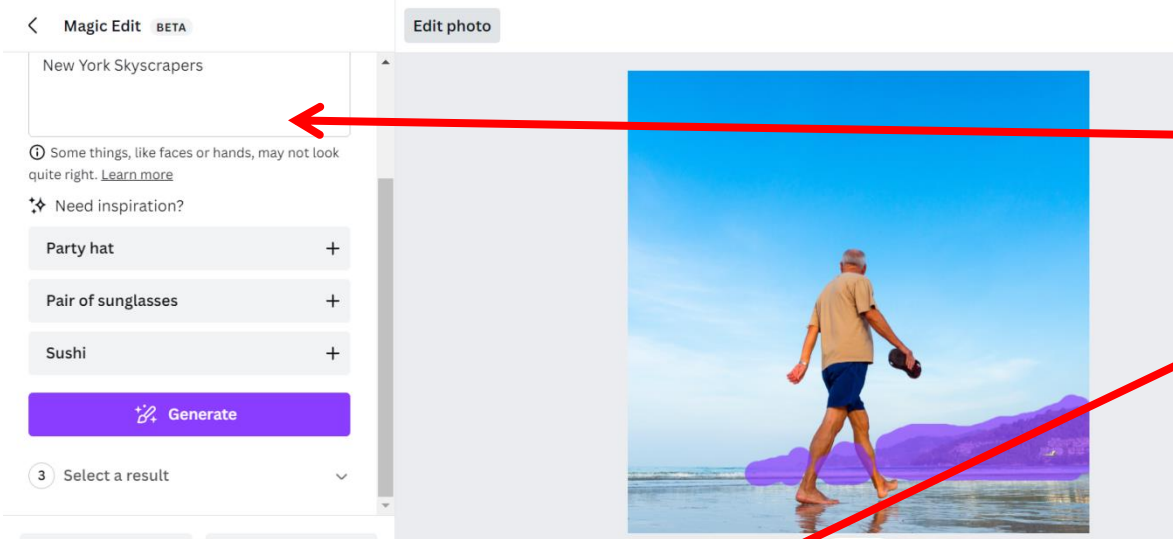 Magic Edit BETA
Edit photo
New York Skyscrapers
Some things, like faces or hands, may not look
quite right. Learn more
Need inspiration?
Party hat
Pair of sunglasses
Sushi
Generate
3 Select a result